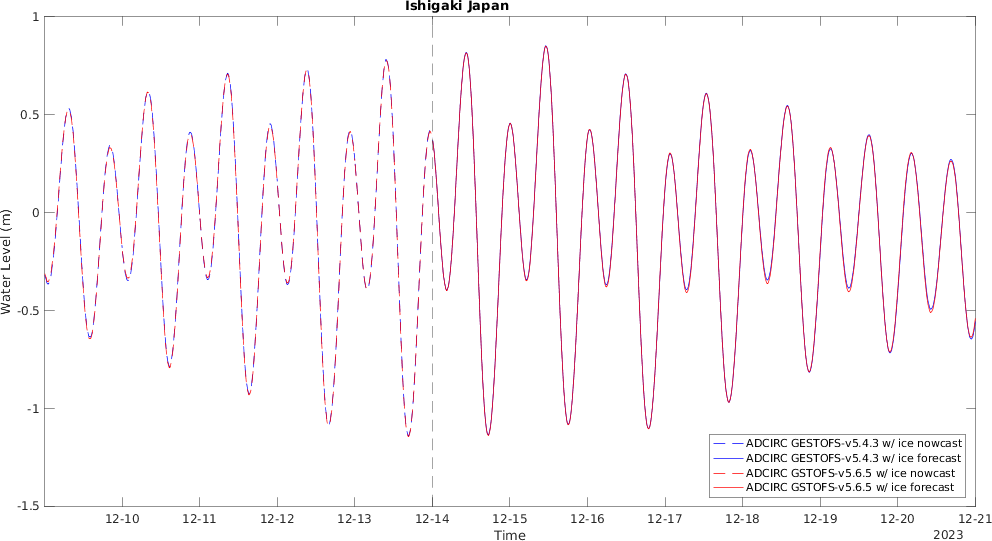 Ishigaki Japan
1
0.5
0
-0.5
-1
-1.5
Water Level (m)
12-10 12-11 12-12 12-13 12-14 12-15 12-16 12-17 12-18 12-19 12-20 12-21
Time
2023
ADCIRC GESTOFS-v5.4.3 w/ ice nowcast
ADCIRC GESTOFS-v5.4.3 w/ ice forecast
ADCIRC GSTOFS-v5.6.5 w/ ice nowcast
ADCIRC GSTOFS-v5.6.5 w/ ice forecast